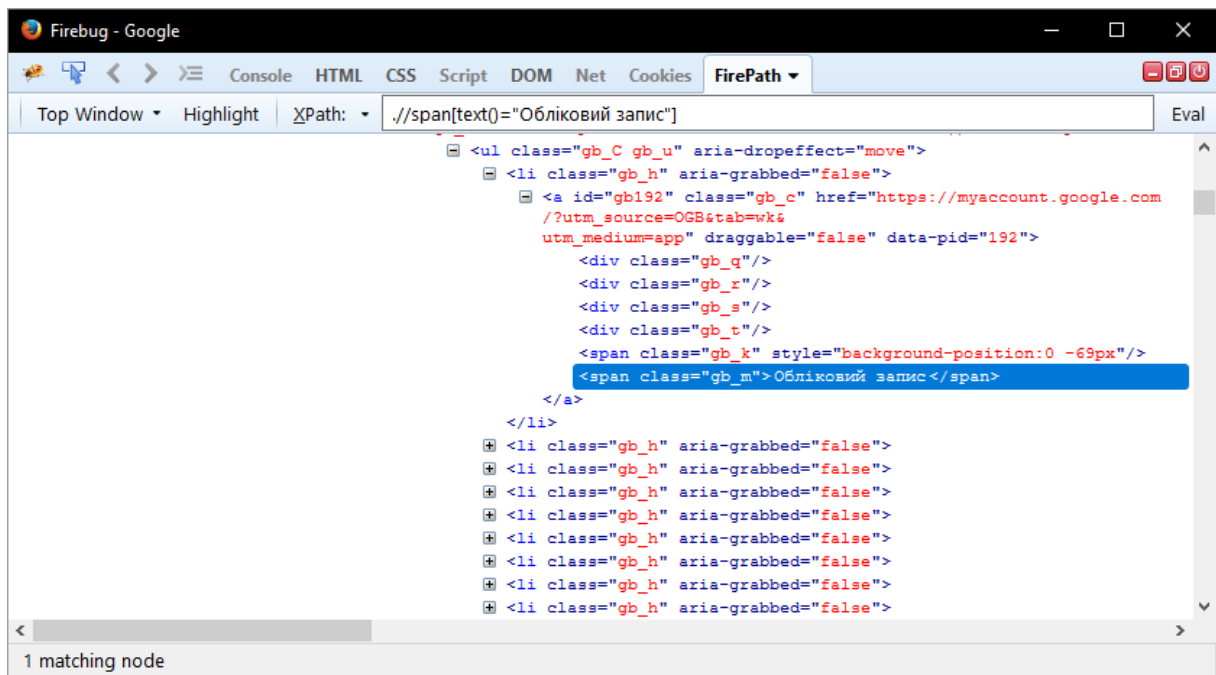 Firebug - Google
Console HTML CSS Script DOM Net Cookies FirePath
Top Window Highlight XPath: .//span[text()="Обліковий запис"] Eval
<ul class="gb_C gb_u" aria-dropeffect="move">
<li class="gb_h" aria-grabbed="false">
<a id="gb192" class="gb_c" href="https://myaccount.google.com
/?utm_source=OGB&tab=wk&
utm_medium=app" draggable="false" data-pid="192">
<div class="gb_q"/>
<div class="gb_r"/>
<div class="gb_s"/>
<div class="gb_t"/>
<span class="gb_k" style="background-position:0 -69px"/>
<span class="gb_m">Обліковий запис</span>
</a>
</li>
<li class="gb_h" aria-grabbed="false">
<li class="gb_h" aria-grabbed="false">
<li class="gb_h" aria-grabbed="false">
<li class="gb_h" aria-grabbed="false">
<li class="gb_h" aria-grabbed="false">
<li class="gb_h" aria-grabbed="false">
<li class="gb_h" aria-grabbed="false">
<li class="gb_h" aria-grabbed="false">
1 matching node